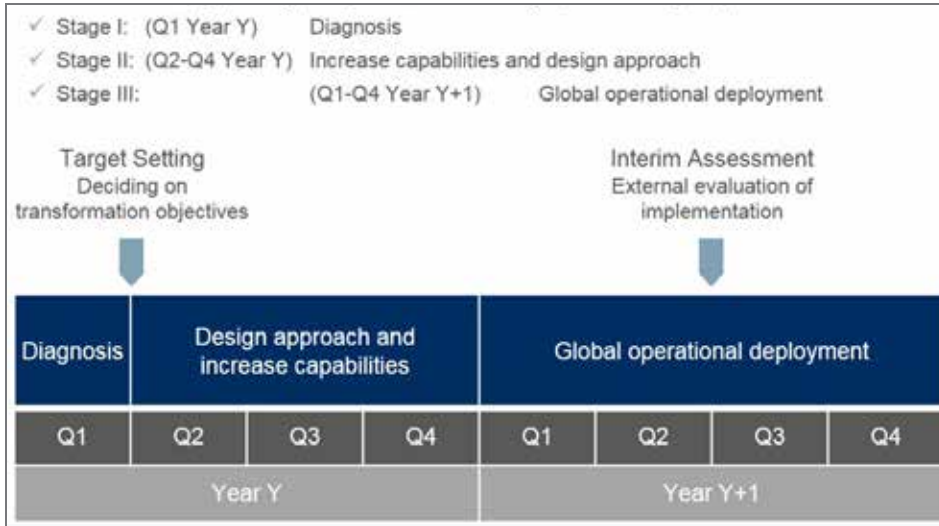 ✓ Stage I: (Q1 Year Y) Diagnosis
✓ Stage II: (Q2-Q4 Year Y) Increase capabilities and design approach
✓ Stage III: (Q1-Q4 Year Y+1) Global operational deployment
Target Setting
Deciding on
transformation objectives
Interim Assessment
External evaluation of
implementation
Diagnosis
Design approach and
increase capabilities
Global operational deployment
Q1 Q2 Q3 Q4 Q1 Q2 Q3 Q4
Year Y Year Y+1